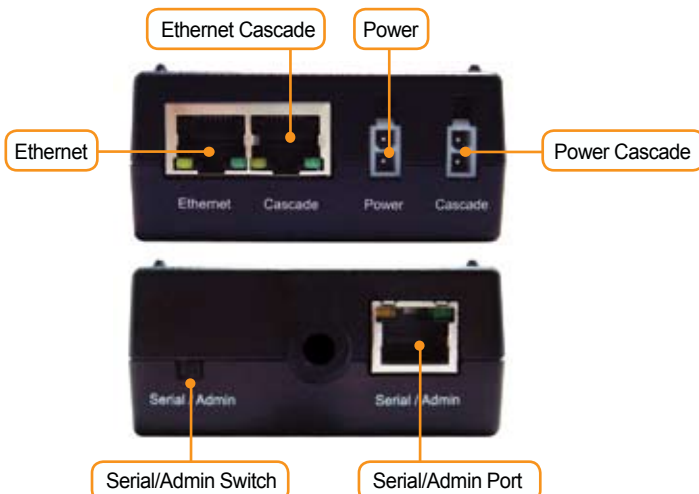 Ethernet Cascade
Power
Ethernet
Power Cascade
Ethernet Cascade Power Cascade
Serial / Admin Serial / Admin
Serial/Admin Switch
Serial/Admin Port